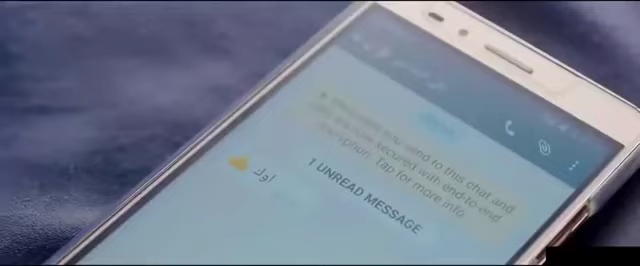 Messages you send to this chat and
calls are now secured with end-to-end
encryption. Tap for more info.
1 UNREAD MESSAGE
اوك 👍